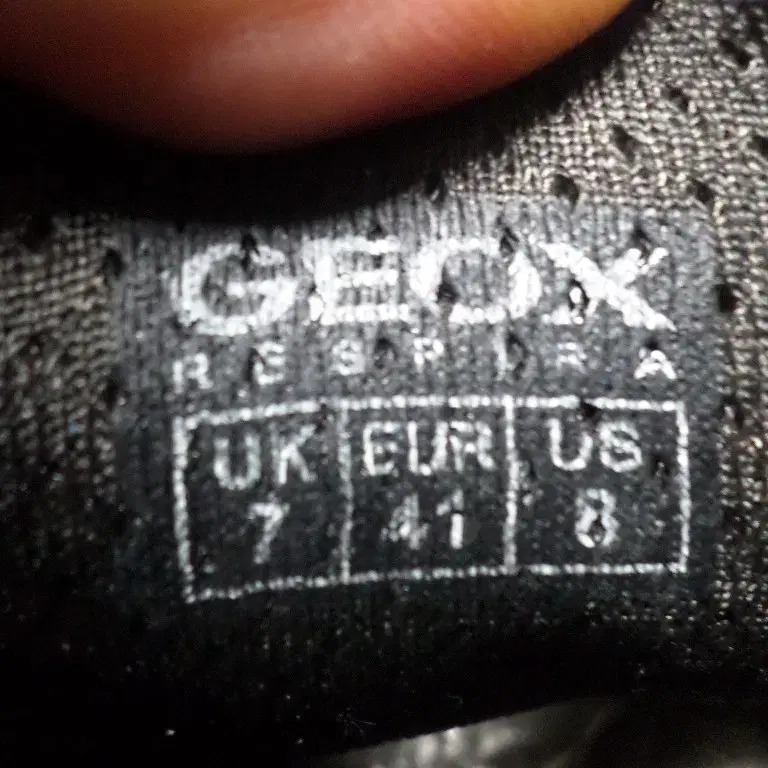 GEOX
RESPIRA
UK EUR US
7 41 8